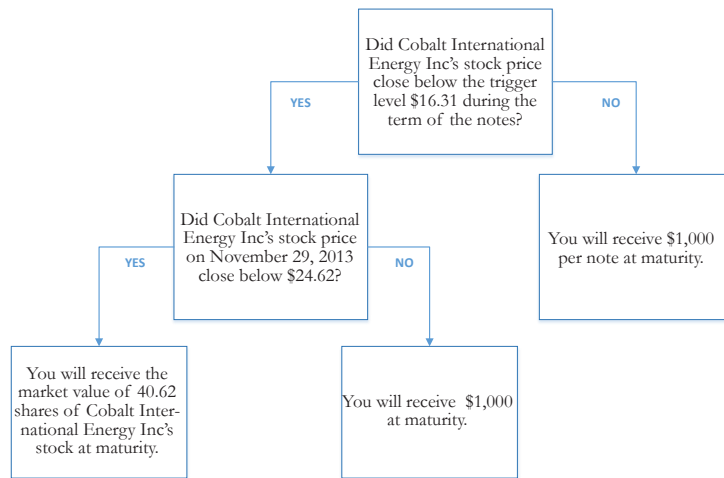 Did Cobalt International
Energy Inc's stock price
close below the trigger
level $16.31 during the
term of the notes?
YES
NO
Did Cobalt International
Energy Inc's stock price
on November 29, 2013
close below $24.62?
You will receive $1,000
per note at maturity.
YES
NO
You will receive the
market value of 40.62
shares of Cobalt Inter-
national Energy Inc's
stock at maturity.
You will receive $1,000
at maturity.